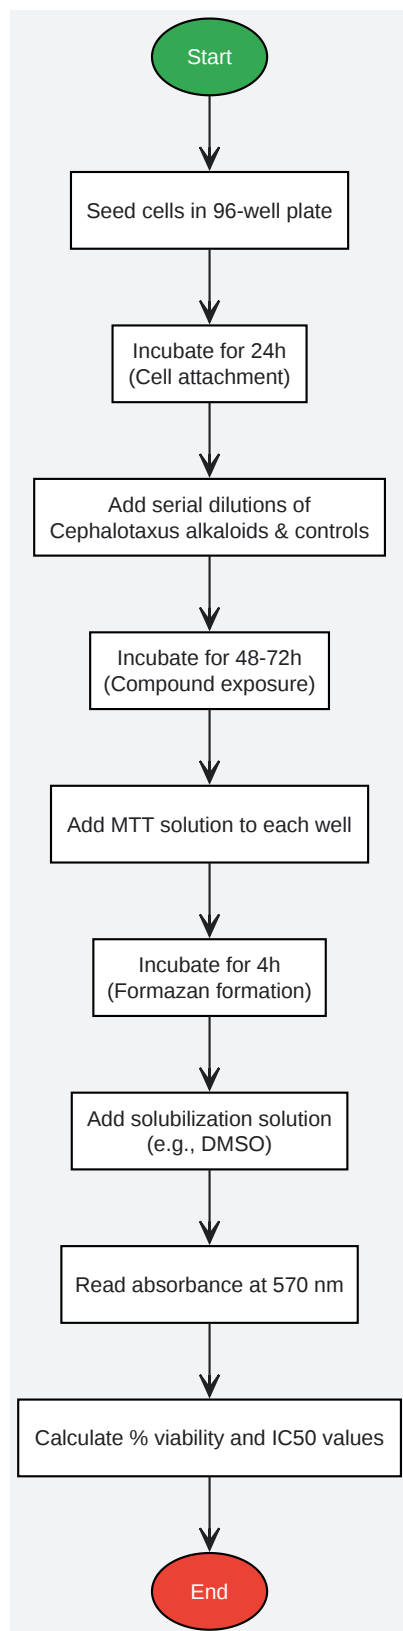 Start
Seed cells in 96-well plate
Incubate for 24h
(Cell attachment)
Add serial dilutions of
Cephalotaxus alkaloids & controls
Incubate for 48-72h
(Compound exposure)
Add MTT solution to each well
Incubate for 4h
(Formazan formation)
Add solubilization solution
(e.g., DMSO)
Read absorbance at 570 nm
Calculate % viability and IC50 values
End